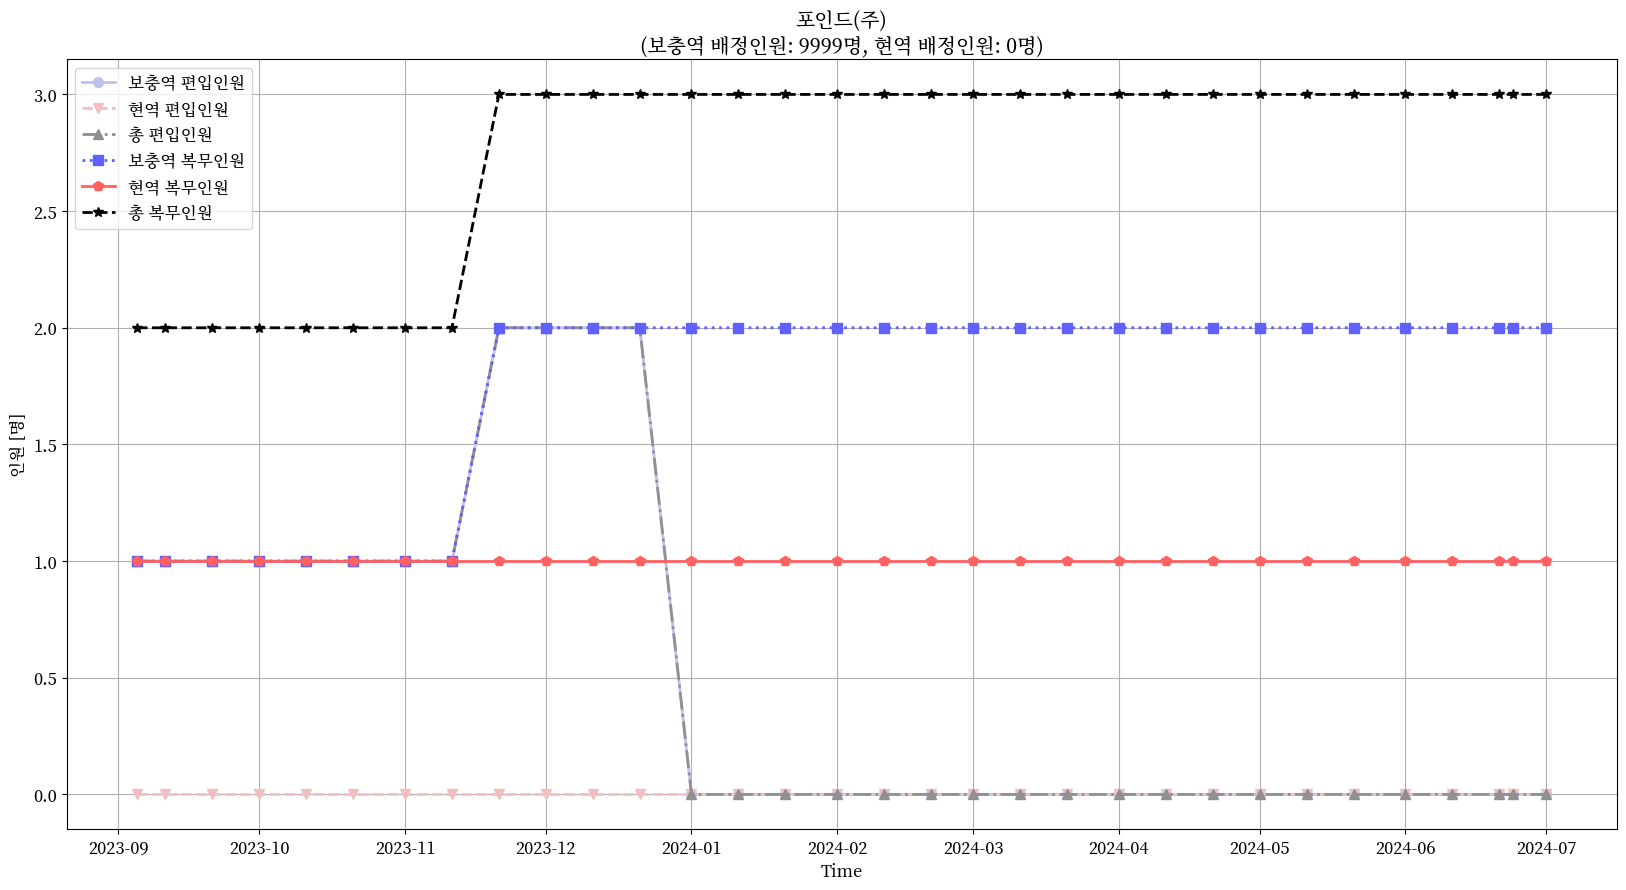 포인드(주)
(보충역 배정인원: 9999명, 현역 배정인원: 0명)
보충역 편입인원
현역 편입인원
총 편입인원
보충역 복무인원
현역 복무인원
총 복무인원
3.0
2.5
2.0
1.5
1.0
0.5
0.0
인원 [명]
2023-09
2023-10
2023-11
2023-12
2024-01
2024-02
2024-03
2024-04
2024-05
2024-06
2024-07
Time